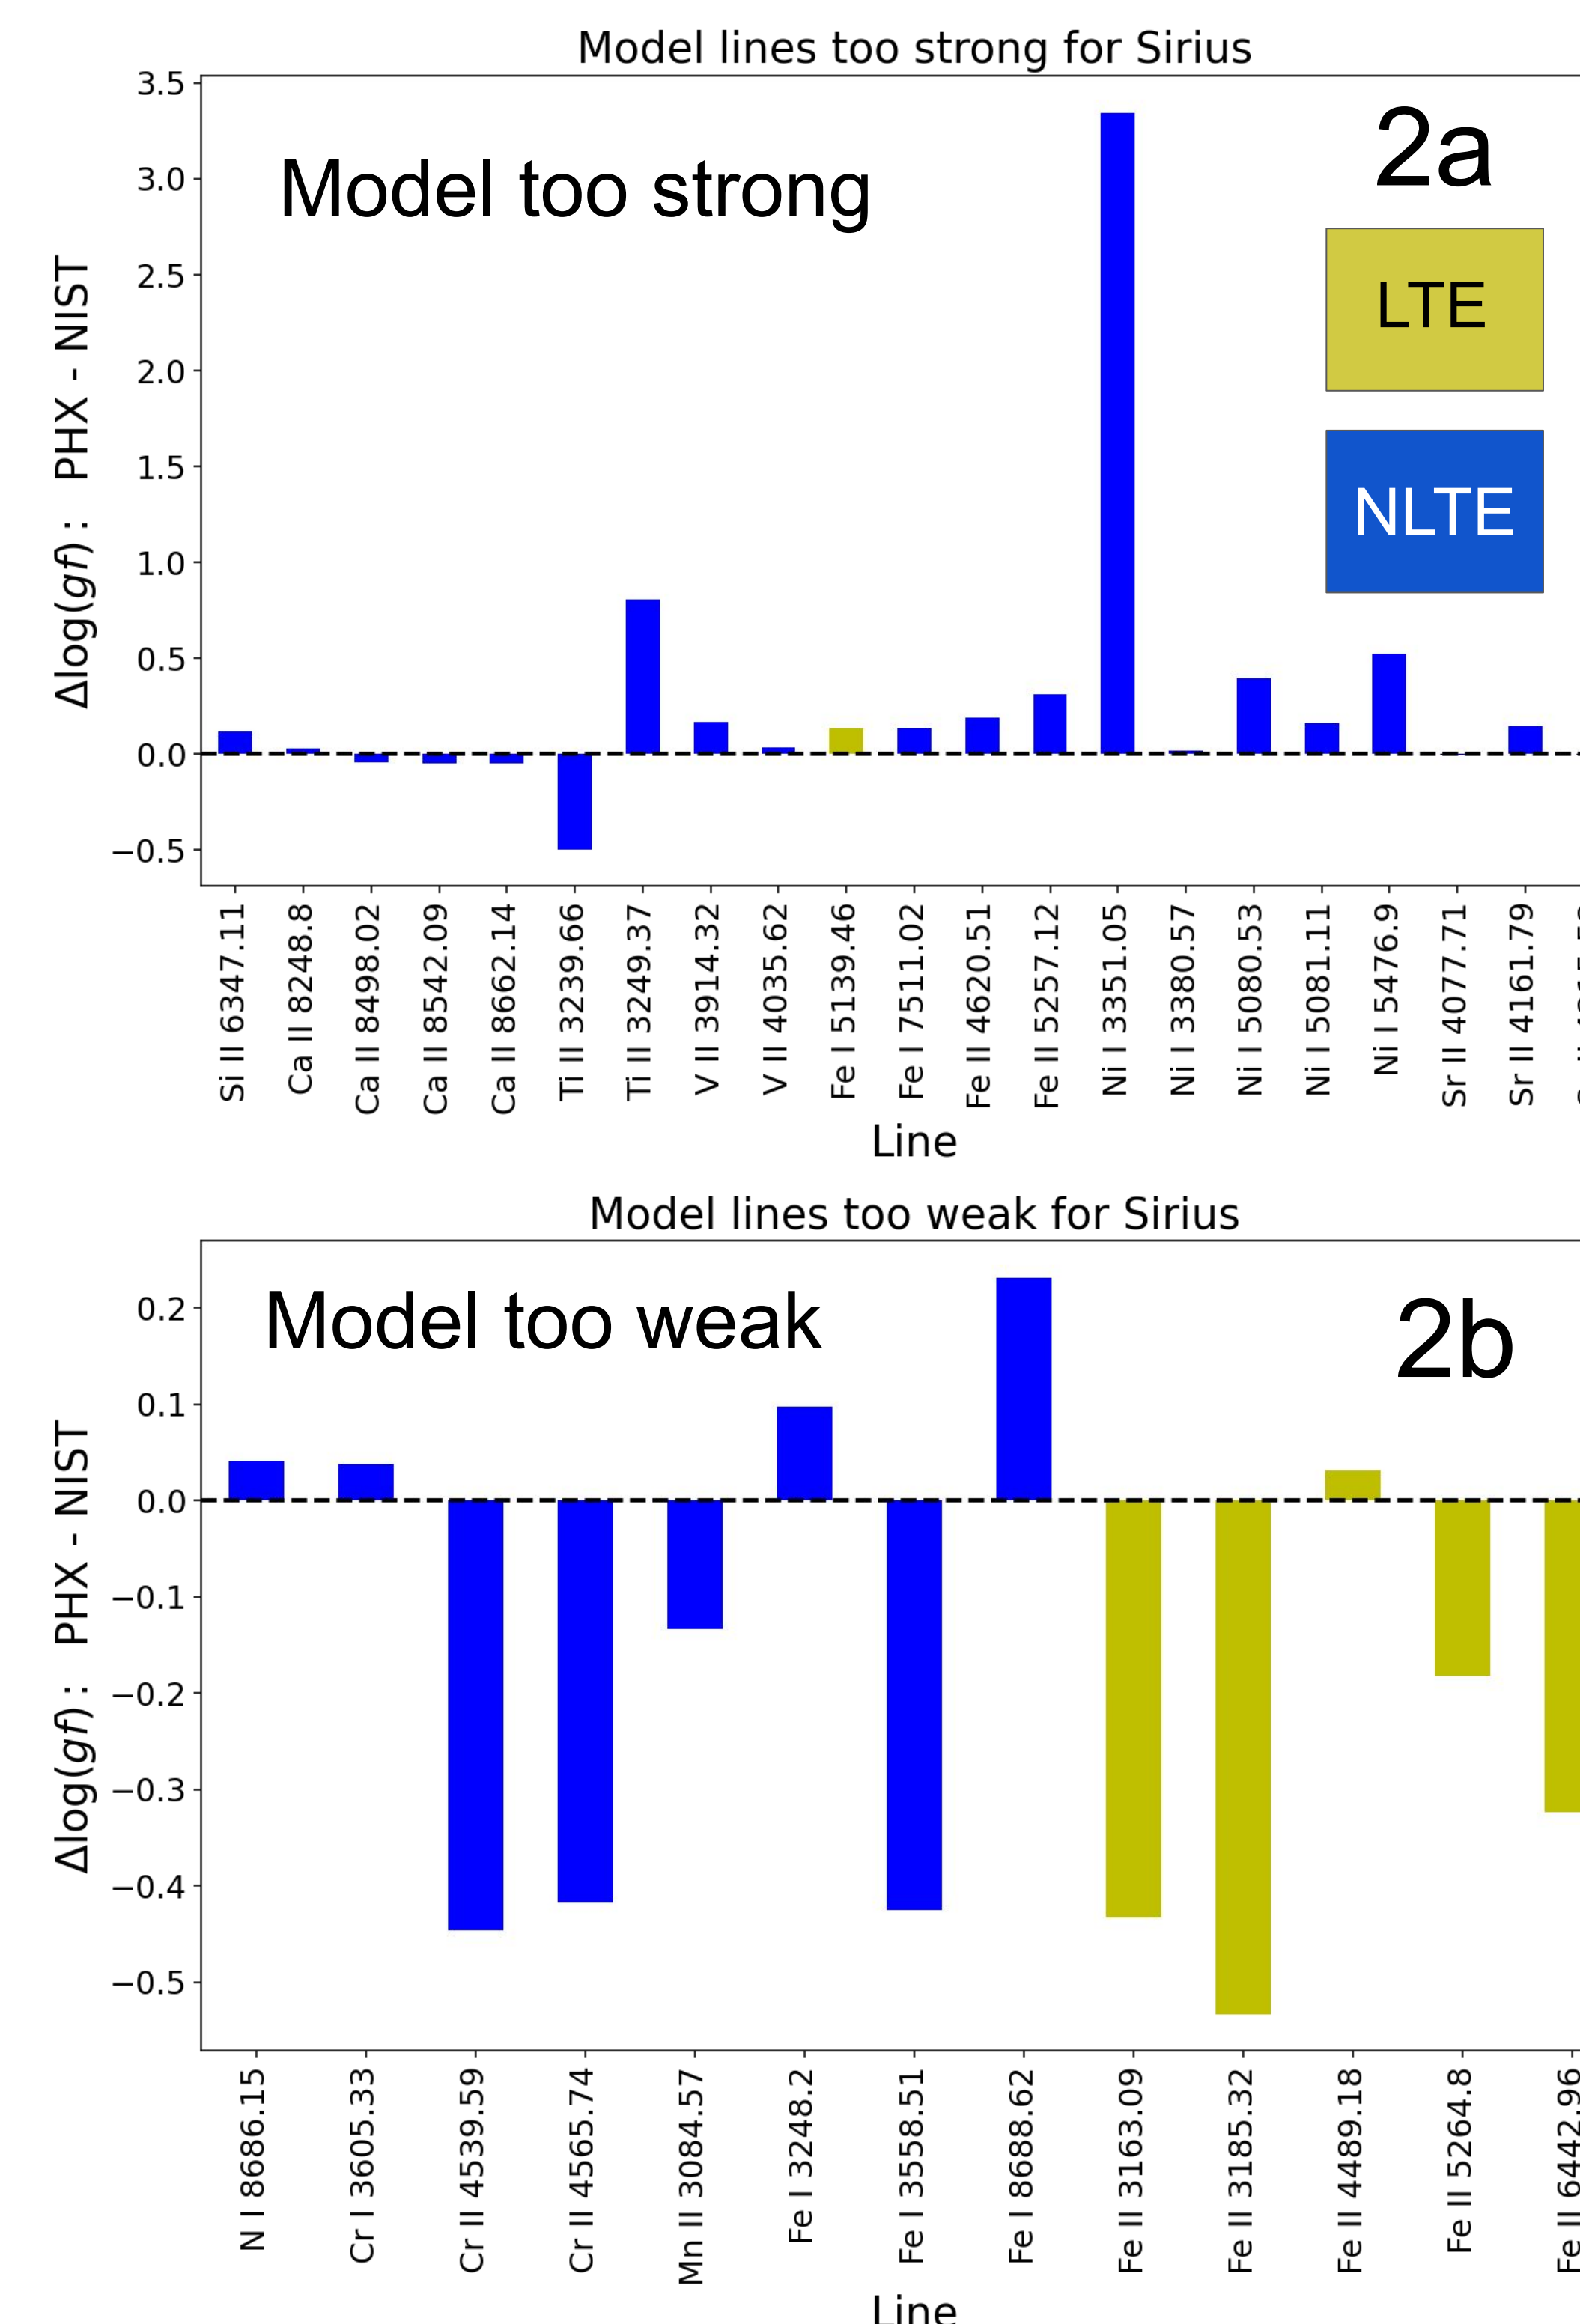 Model lines too strong for Sirius
Model too strong
2a
LTE
NLTE
Δlog(gf) : PHX - NIST
3.5
3.0
2.5
2.0
1.5
1.0
0.5
0.0
−0.5
Si II 6347.11
Ca II 8248.8
Ca II 8498.02
Ca II 8542.09
Ca II 8662.14
Ti II 3239.66
Ti II 3249.37
V II 3914.32
V II 4035.62
Fe I 5139.46
Fe I 7511.02
Fe II 4620.51
Fe II 5257.12
Ni I 3351.05
Ni I 3380.57
Ni I 5080.53
Ni I 5081.11
Ni I 5476.9
Sr II 4077.71
Sr II 4161.79
Line
Model lines too weak for Sirius
Model too weak
2b
Δlog(gf) : PHX - NIST
0.2
0.1
0.0
−0.1
−0.2
−0.3
−0.4
−0.5
N I 8686.15
Cr I 3605.33
Cr II 4539.59
Cr II 4565.74
Mn II 3084.57
Fe I 3248.2
Fe I 3558.51
Fe I 8688.62
Fe II 3163.09
Fe II 3185.32
Fe II 4489.18
Fe II 5264.8
Fe II 6442.96
Line